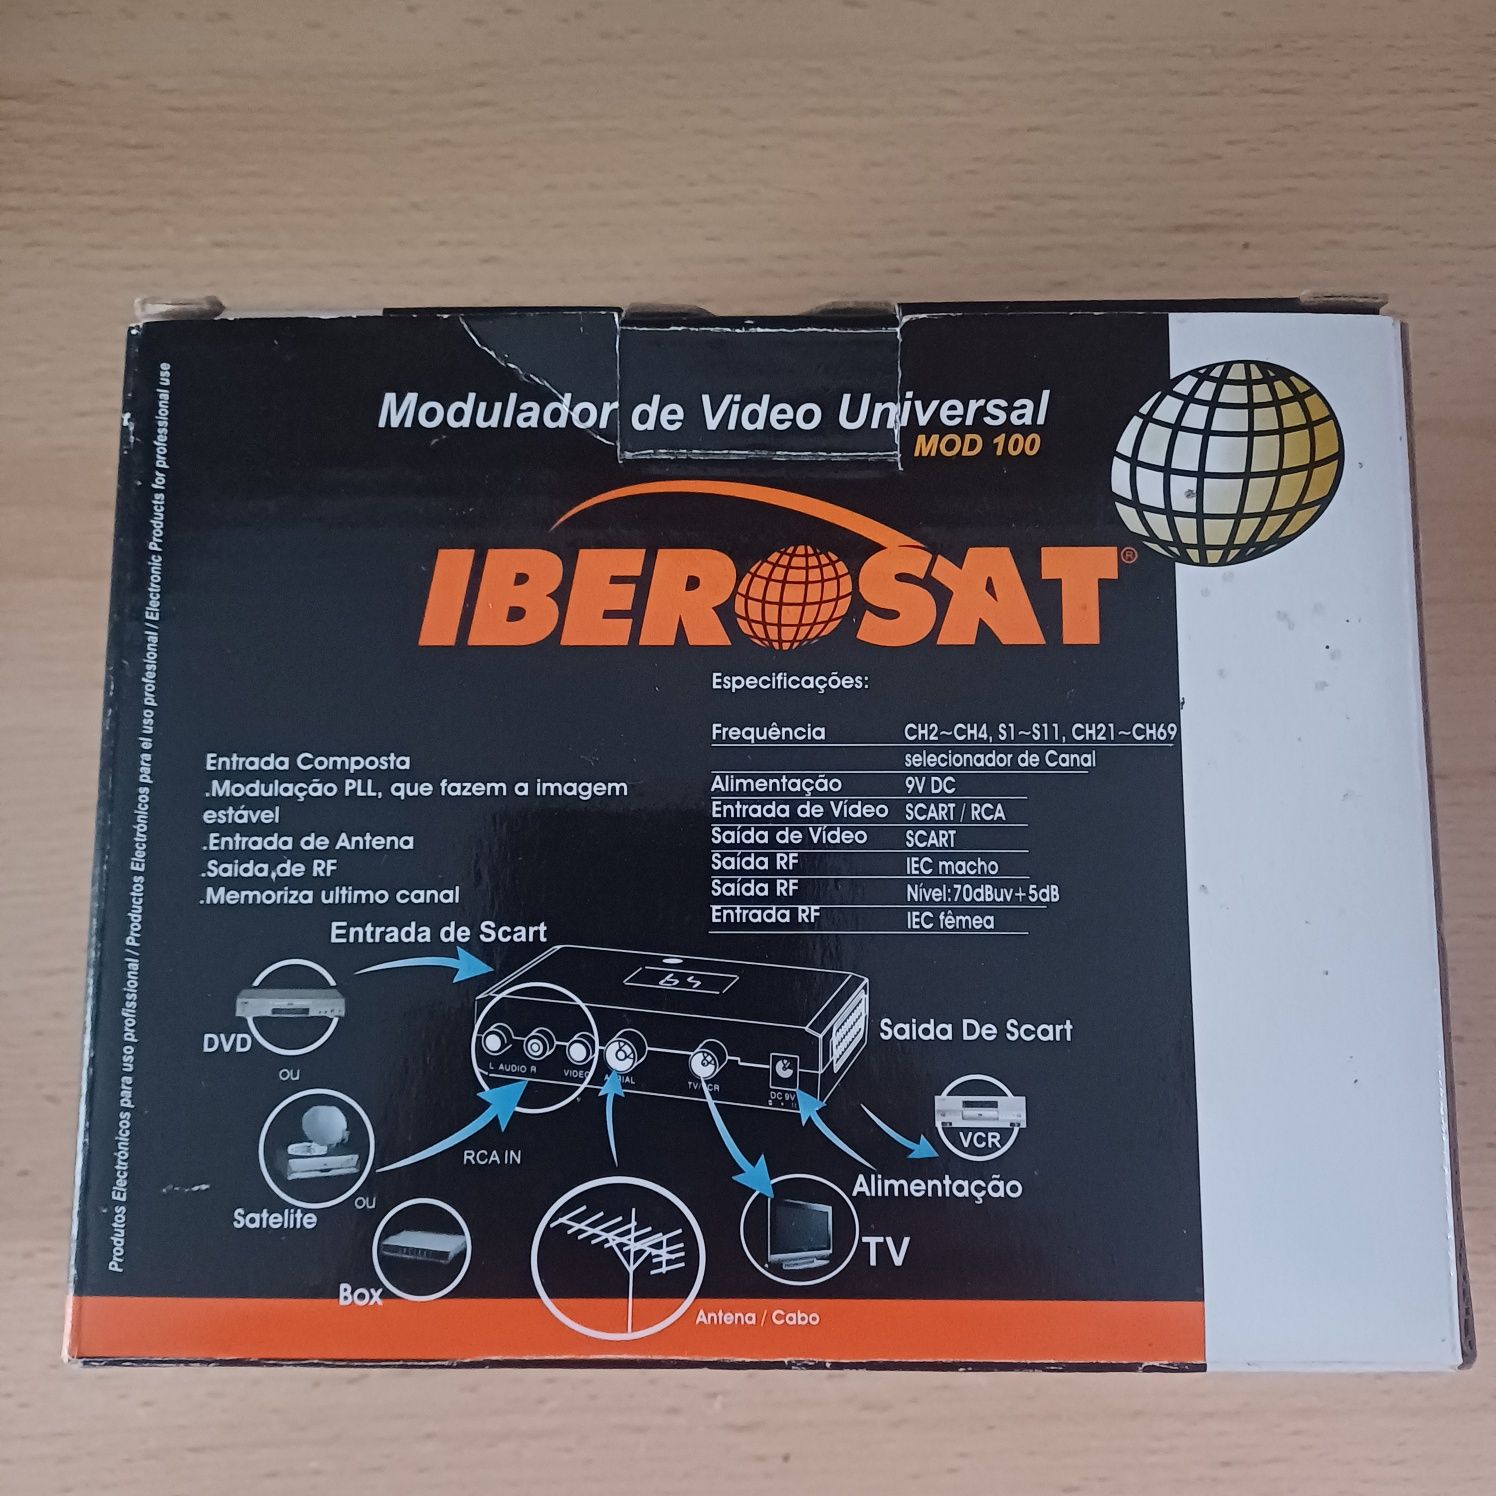 Modulador de Video Universal
MOD 100
IBEROSAT®
Produtos Electrónicos para uso profissional / Productos Electrónicos para el uso profesional / Electronic Products for professional use
Especificações:
Frequência CH2~CH4, S1~S11, CH21~CH69
selecionador de Canal
Alimentação 9V DC
Entrada de Vídeo SCART / RCA
Saída de Vídeo SCART
Saída RF IEC macho
Saída RF Nível:70dBuv+5dB
Entrada RF IEC fêmea
Entrada Composta
.Modulação PLL, que fazem a imagem
estável
.Entrada de Antena
.Saida de RF
.Memoriza ultimo canal
Entrada de Scart
DVD
ou
Satelite
ou
Box
RCA IN
L AUDIO R
VIDEO
TV/VCR
DC 9V
Saida De Scart
VCR
Alimentação
TV
Antena / Cabo